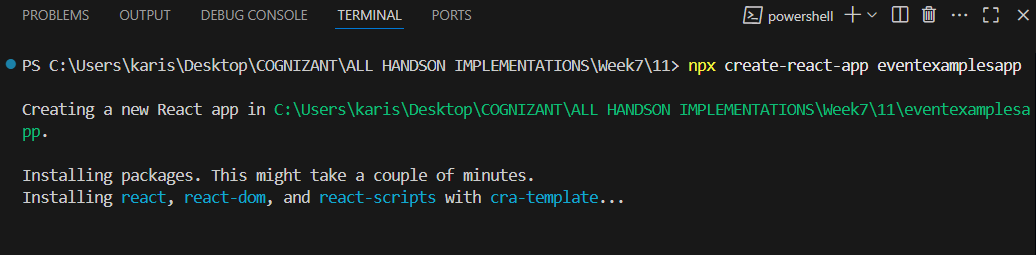 PROBLEMS OUTPUT DEBUG CONSOLE TERMINAL PORTS powershell
PS C:\Users\karis\Desktop\COGNIZANT\ALL HANDSON IMPLEMENTATIONS\Week7\11> npx create-react-app eventexamplesapp
Creating a new React app in C:\Users\karis\Desktop\COGNIZANT\ALL HANDSON IMPLEMENTATIONS\Week7\11\eventexamplesa
pp.
Installing packages. This might take a couple of minutes.
Installing react, react-dom, and react-scripts with cra-template...